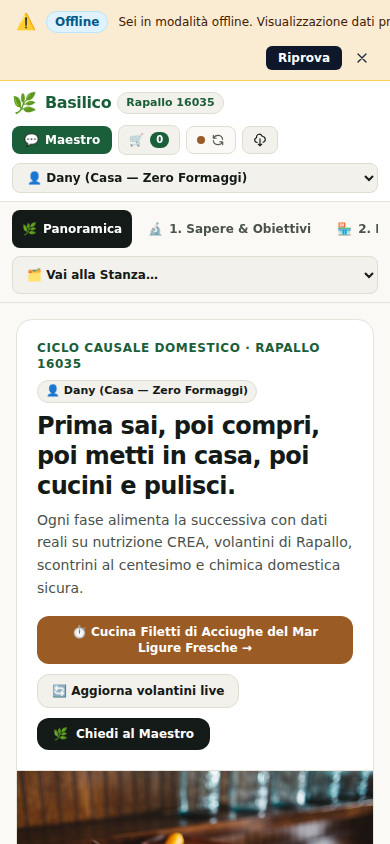 Offline Sei in modalità offline. Visualizzazione dati
Riprova
Basilico Rapallo 16035
Maestro 0
Dany (Casa — Zero Formaggi)
Panoramica 1. Sapere & Obiettivi 2.
Vai alla Stanza...
CICLO CAUSALE DOMESTICO · RAPALLO
16035
Dany (Casa — Zero Formaggi)
Prima sai, poi compri,
poi metti in casa, poi
cucini e pulisci.
Ogni fase alimenta la successiva con dati
reali su nutrizione CREA, volantini di Rapallo,
scontrini al centesimo e chimica domestica
sicura.
Cucina Filetti di Acciughe del Mar
Ligure Fresche →
Aggiorna volantini live
Chiedi al Maestro